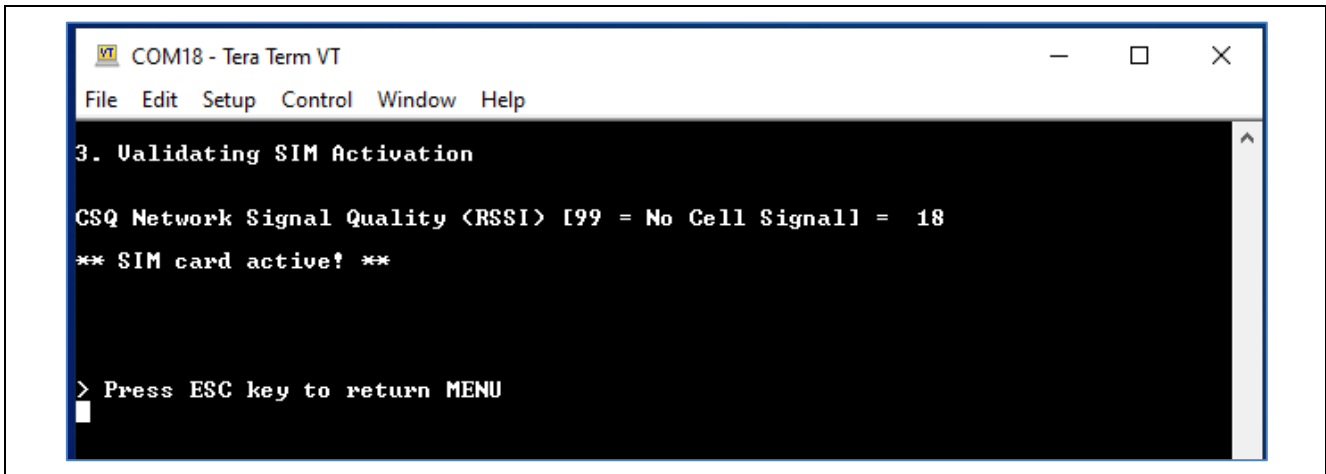 COM18 - Tera Term VT
File Edit Setup Control Window Help
3. Validating SIM Activation
CSQ Network Signal Quality (RSSI) [99 = No Cell Signal] = 18
** SIM card active! **
> Press ESC key to return MENU